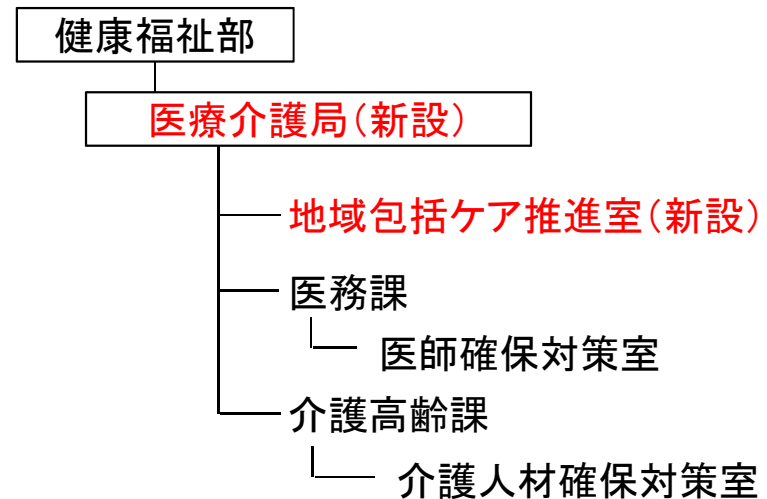 健康福祉部
医療介護局(新設)
地域包括ケア推進室(新設)
医務課
医師確保対策室
介護高齢課
介護人材確保対策室